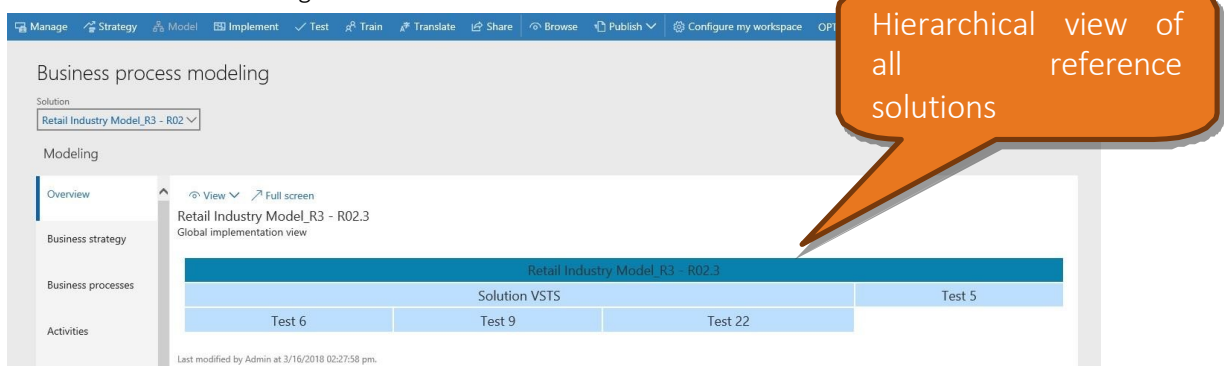 Manage Strategy Model Implement Test Train Translate Share Browse Publish Configure my workspace
Hierarchical view of
all reference
solutions
Business process modeling
Solution
Retail Industry Model_R3 - R02
Modeling
Overview
View Full screen
Retail Industry Model_R3 - R02.3
Global implementation view
Business strategy
Retail Industry Model_R3 - R02.3
Business processes
Solution VSTS Test 5
Test 6 Test 9 Test 22
Activities
Last modified by Admin at 3/16/2018 02:27:58 pm.